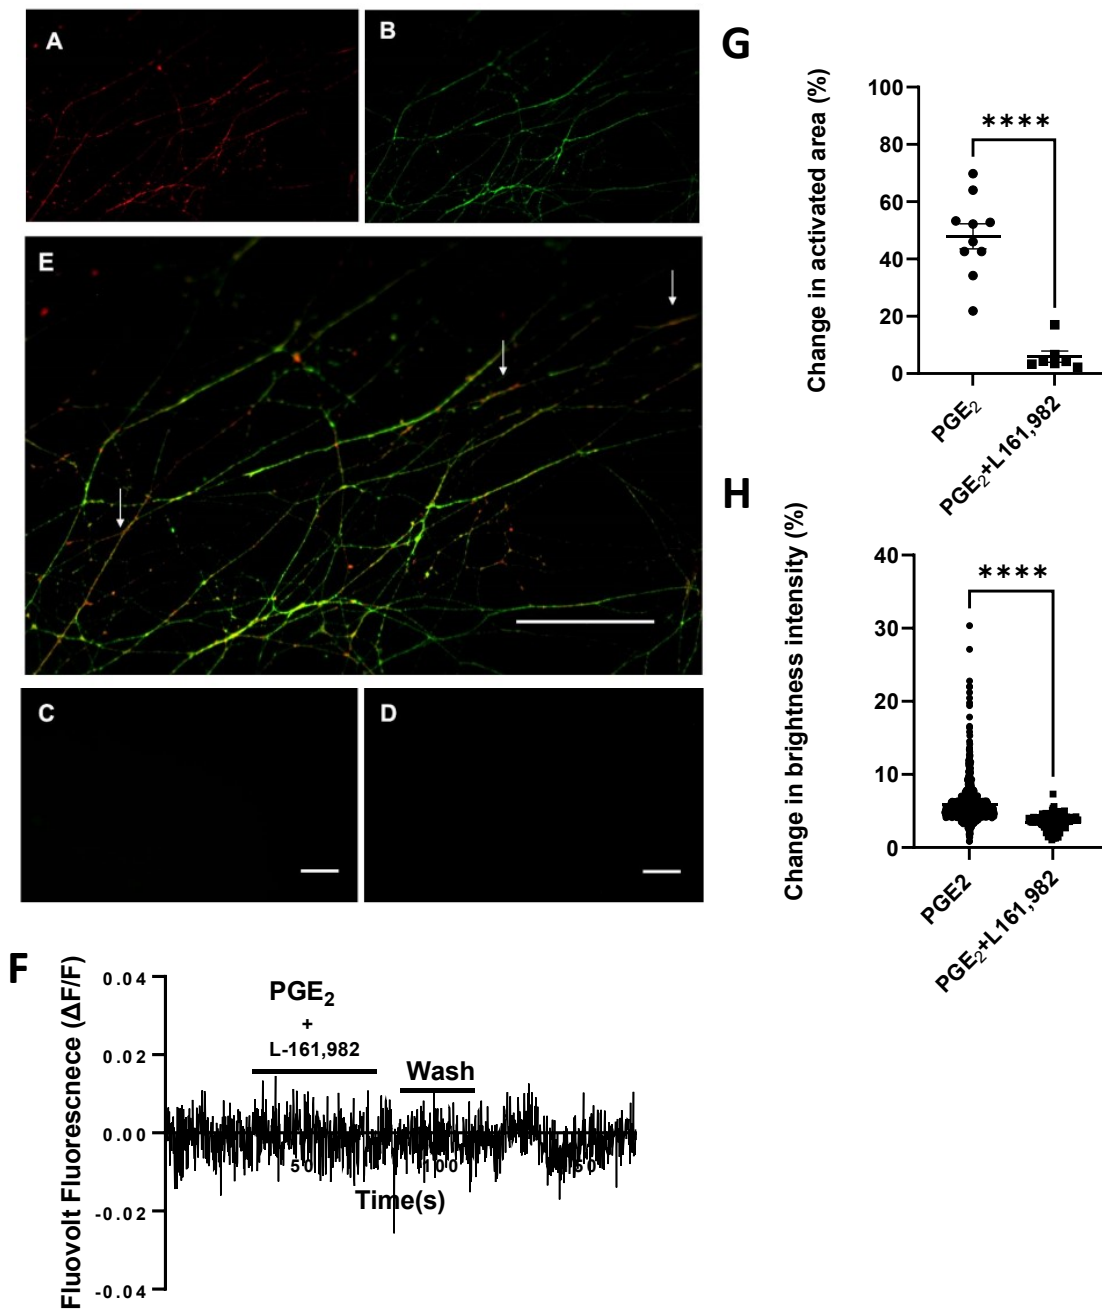 A
B
E
C
D
G
Change in activated area (%)
100
80
60
40
20
0
****
PGE₂
PGE₂+L161,982
H
Change in brightness intensity (%)
40
30
20
10
0
****
PGE2
PGE₂+L161,982
F
Fluovolt Fluorescnece (ΔF/F)
0.04
0.02
0.00
-0.02
-0.04
PGE₂
+
L-161,982
Wash
50
100
Time(s)